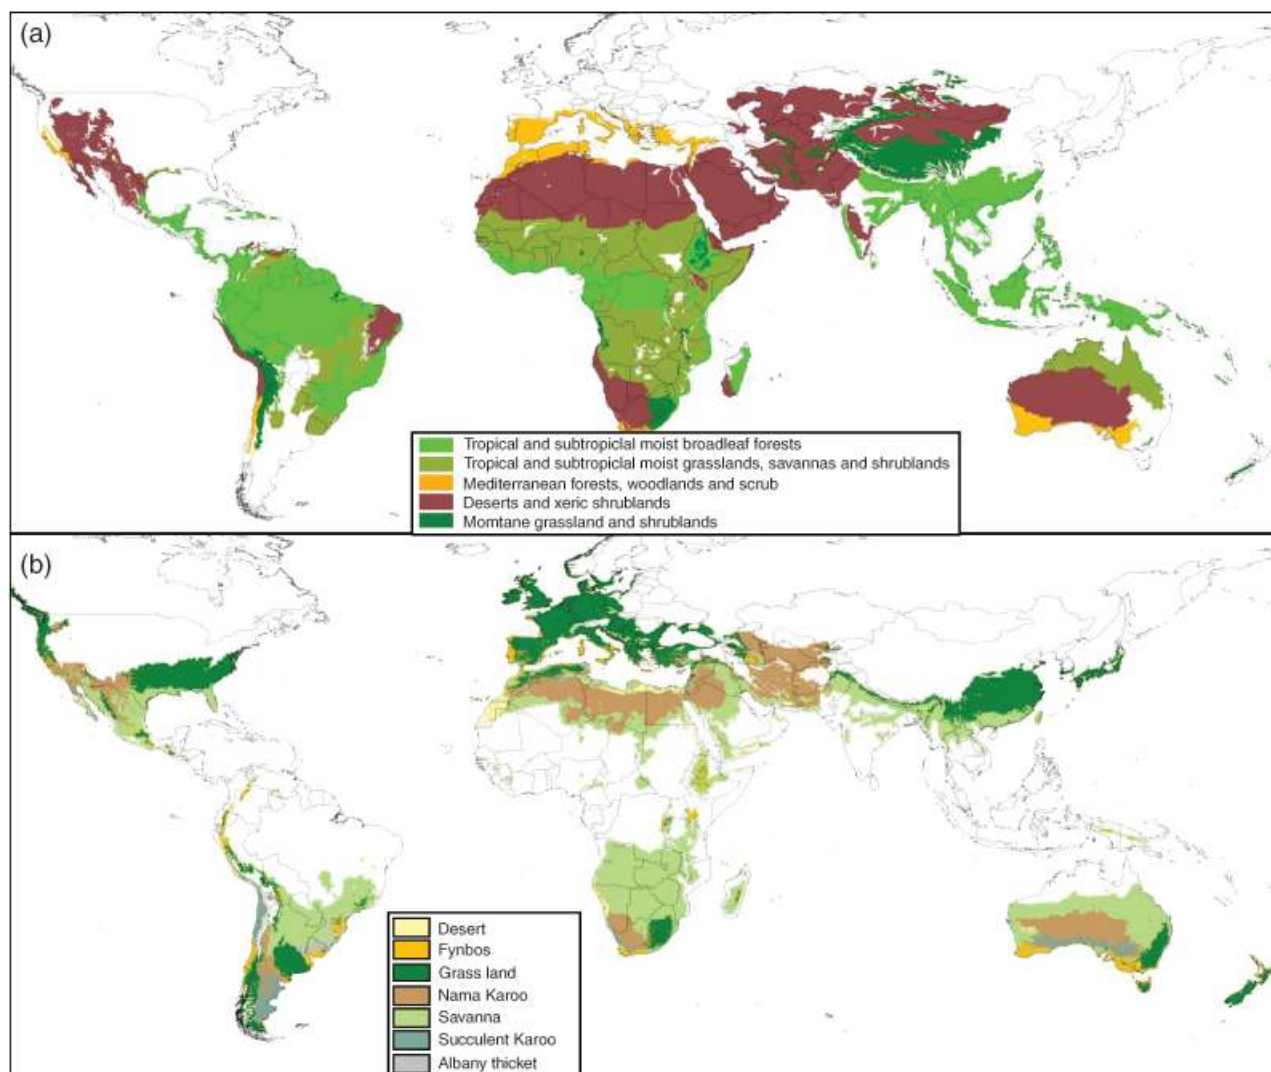 (a)
Tropical and subtropiclal moist broadleaf forests
Tropical and subtropiclal moist grasslands, savannas and shrublands
Mediterranean forests, woodlands and scrub
Deserts and xeric shrublands
Momtane grassland and shrublands
(b)
Desert
Fynbos
Grass land
Nama Karoo
Savanna
Succulent Karoo
Albany thicket